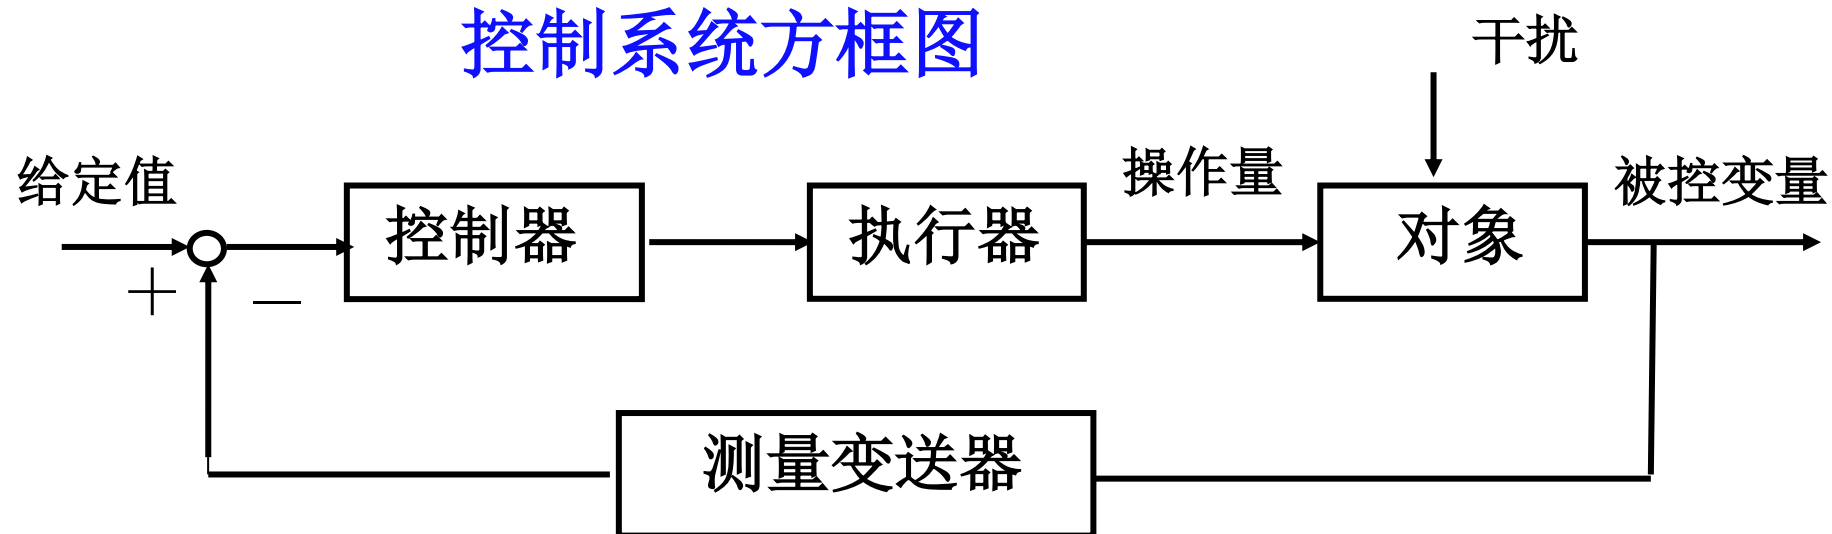 控制系统方框图
干扰
给定值
操作量
被控变量
控制器
执行器
对象
+
—
测量变送器